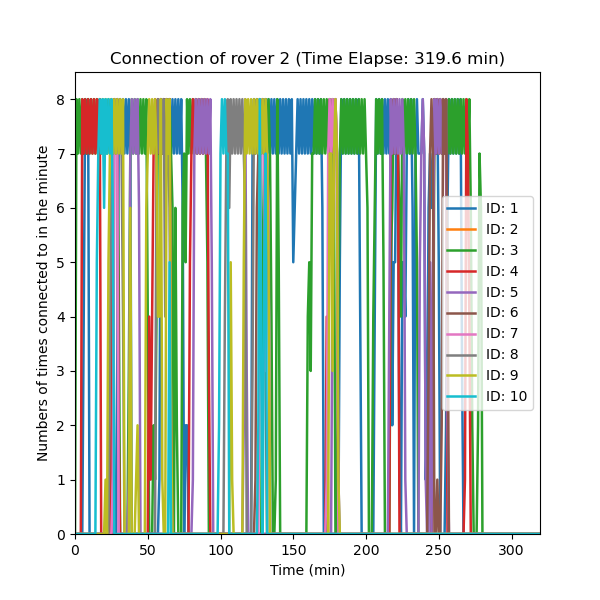 Connection of rover 2 (Time Elapse: 319.6 min)
Numbers of times connected to in the minute
8
7
6
5
4
3
2
1
0
ID: 1
ID: 2
ID: 3
ID: 4
ID: 5
ID: 6
ID: 7
ID: 8
ID: 9
ID: 10
0 50 100 150 200 250 300
Time (min)